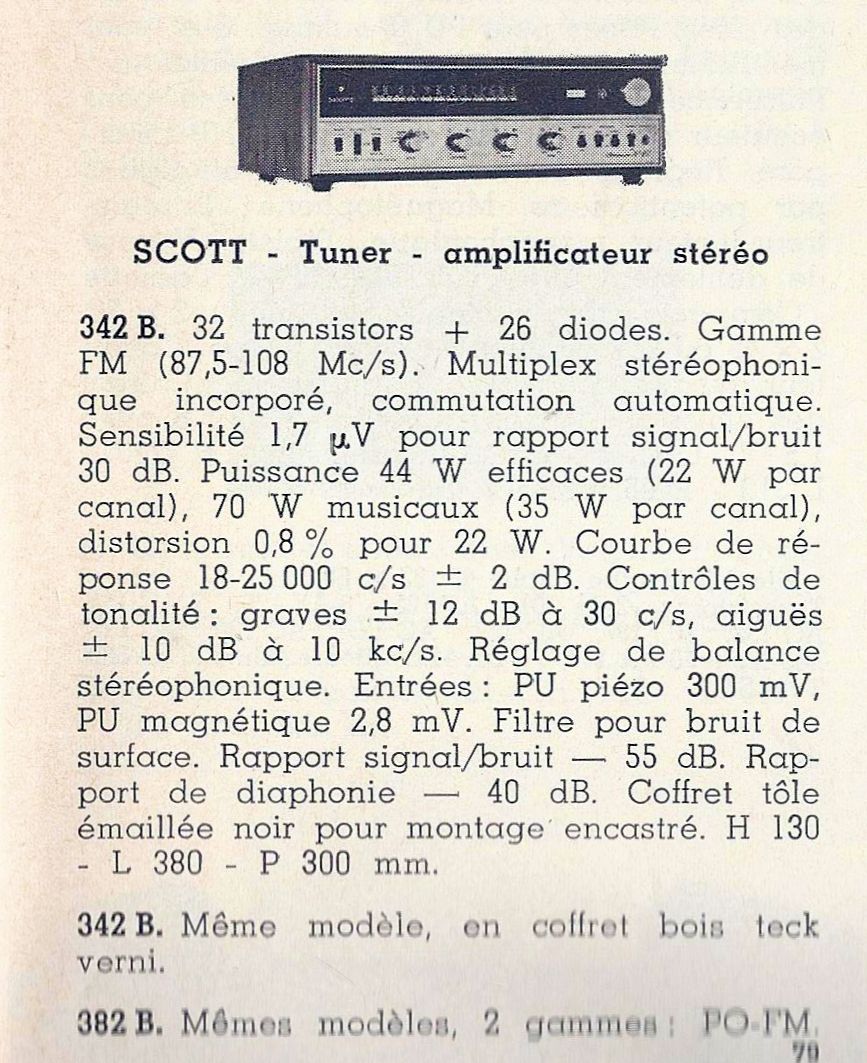 SCOTT - Tuner - amplificateur stéréo
342 B. 32 transistors + 26 diodes. Gamme
FM (87,5-108 Mc/s). Multiplex stéréophoni-
que incorporé, commutation automatique.
Sensibilité 1,7 µV pour rapport signal/bruit
30 dB. Puissance 44 W efficaces (22 W par
canal), 70 W musicaux (35 W par canal),
distorsion 0,8 % pour 22 W. Courbe de ré-
ponse 18-25 000 c/s ± 2 dB. Contrôles de
tonalité : graves ± 12 dB à 30 c/s, aiguës
± 10 dB à 10 kc/s. Réglage de balance
stéréophonique. Entrées : PU piézo 300 mV,
PU magnétique 2,8 mV. Filtre pour bruit de
surface. Rapport signal/bruit — 55 dB. Rap-
port de diaphonie — 40 dB. Coffret tôle
émaillée noir pour montage encastré. H 130
- L 380 - P 300 mm.
342 B. Même modèle, en coffret bois teck
verni.
382 B. Mêmes modèles, 2 gammes : PO-FM.
79